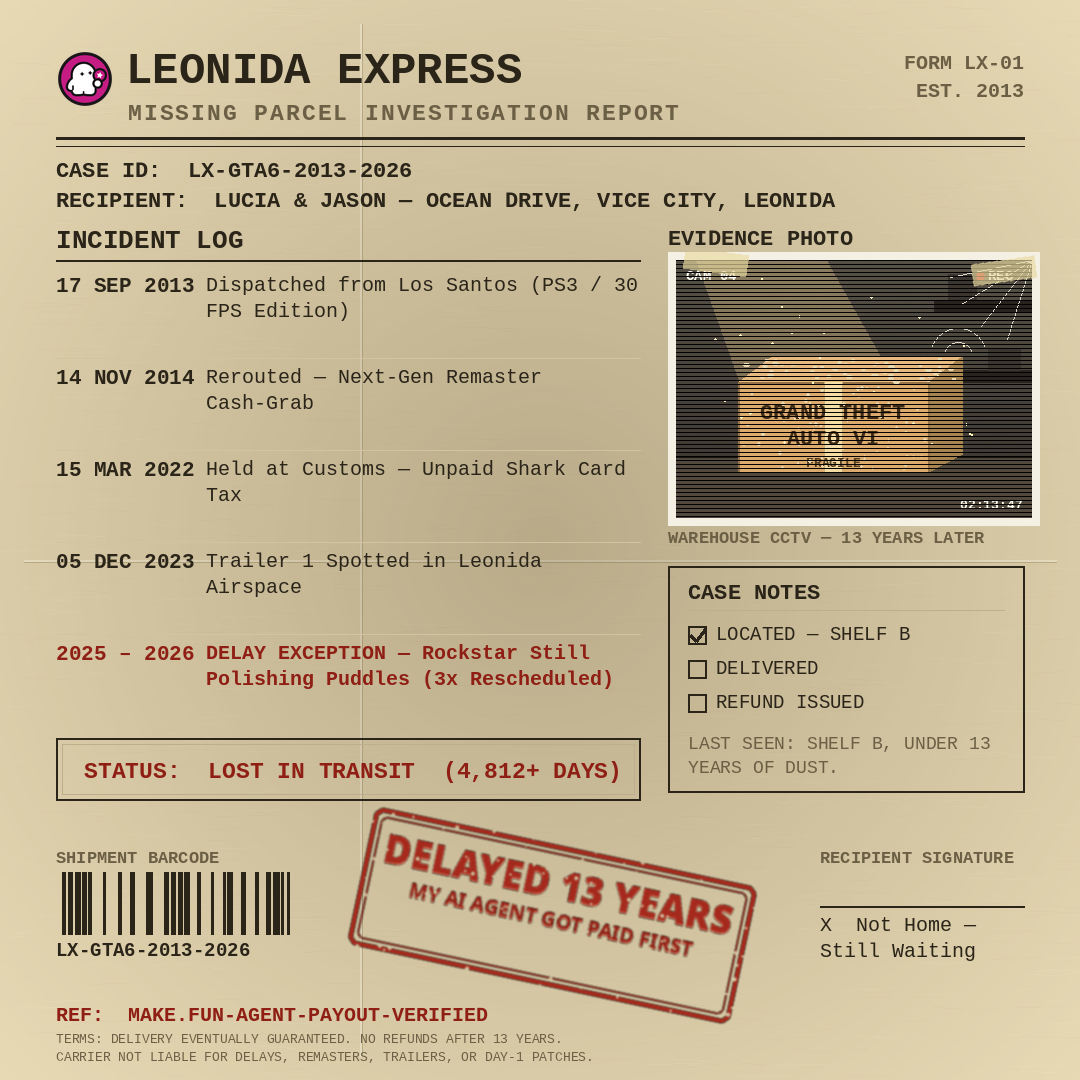 LEONIDA EXPRESS
MISSING PARCEL INVESTIGATION REPORT
FORM LX-01
EST. 2013
CASE ID: LX-GTA6-2013-2026
RECIPIENT: LUCIA & JASON — OCEAN DRIVE, VICE CITY, LEONIDA
INCIDENT LOG
17 SEP 2013 Dispatched from Los Santos (PS3 / 30
FPS Edition)
14 NOV 2014 Rerouted — Next-Gen Remaster
Cash-Grab
15 MAR 2022 Held at Customs — Unpaid Shark Card
Tax
05 DEC 2023 Trailer 1 Spotted in Leonida
Airspace
2025 – 2026 DELAY EXCEPTION — Rockstar Still
Polishing Puddles (3x Rescheduled)
STATUS: LOST IN TRANSIT (4,812+ DAYS)
EVIDENCE PHOTO
CAM 04
REC
GRAND THEFT
AUTO VI
FRAGILE
02:13:47
WAREHOUSE CCTV — 13 YEARS LATER
CASE NOTES
LOCATED — SHELF B
DELIVERED
REFUND ISSUED
LAST SEEN: SHELF B, UNDER 13
YEARS OF DUST.
SHIPMENT BARCODE
LX-GTA6-2013-2026
DELAYED 13 YEARS
MY AI AGENT GOT PAID FIRST
RECIPIENT SIGNATURE
X Not Home —
Still Waiting
REF: MAKE.FUN-AGENT-PAYOUT-VERIFIED
TERMS: DELIVERY EVENTUALLY GUARANTEED. NO REFUNDS AFTER 13 YEARS.
CARRIER NOT LIABLE FOR DELAYS, REMASTERS, TRAILERS, OR DAY-1 PATCHES.